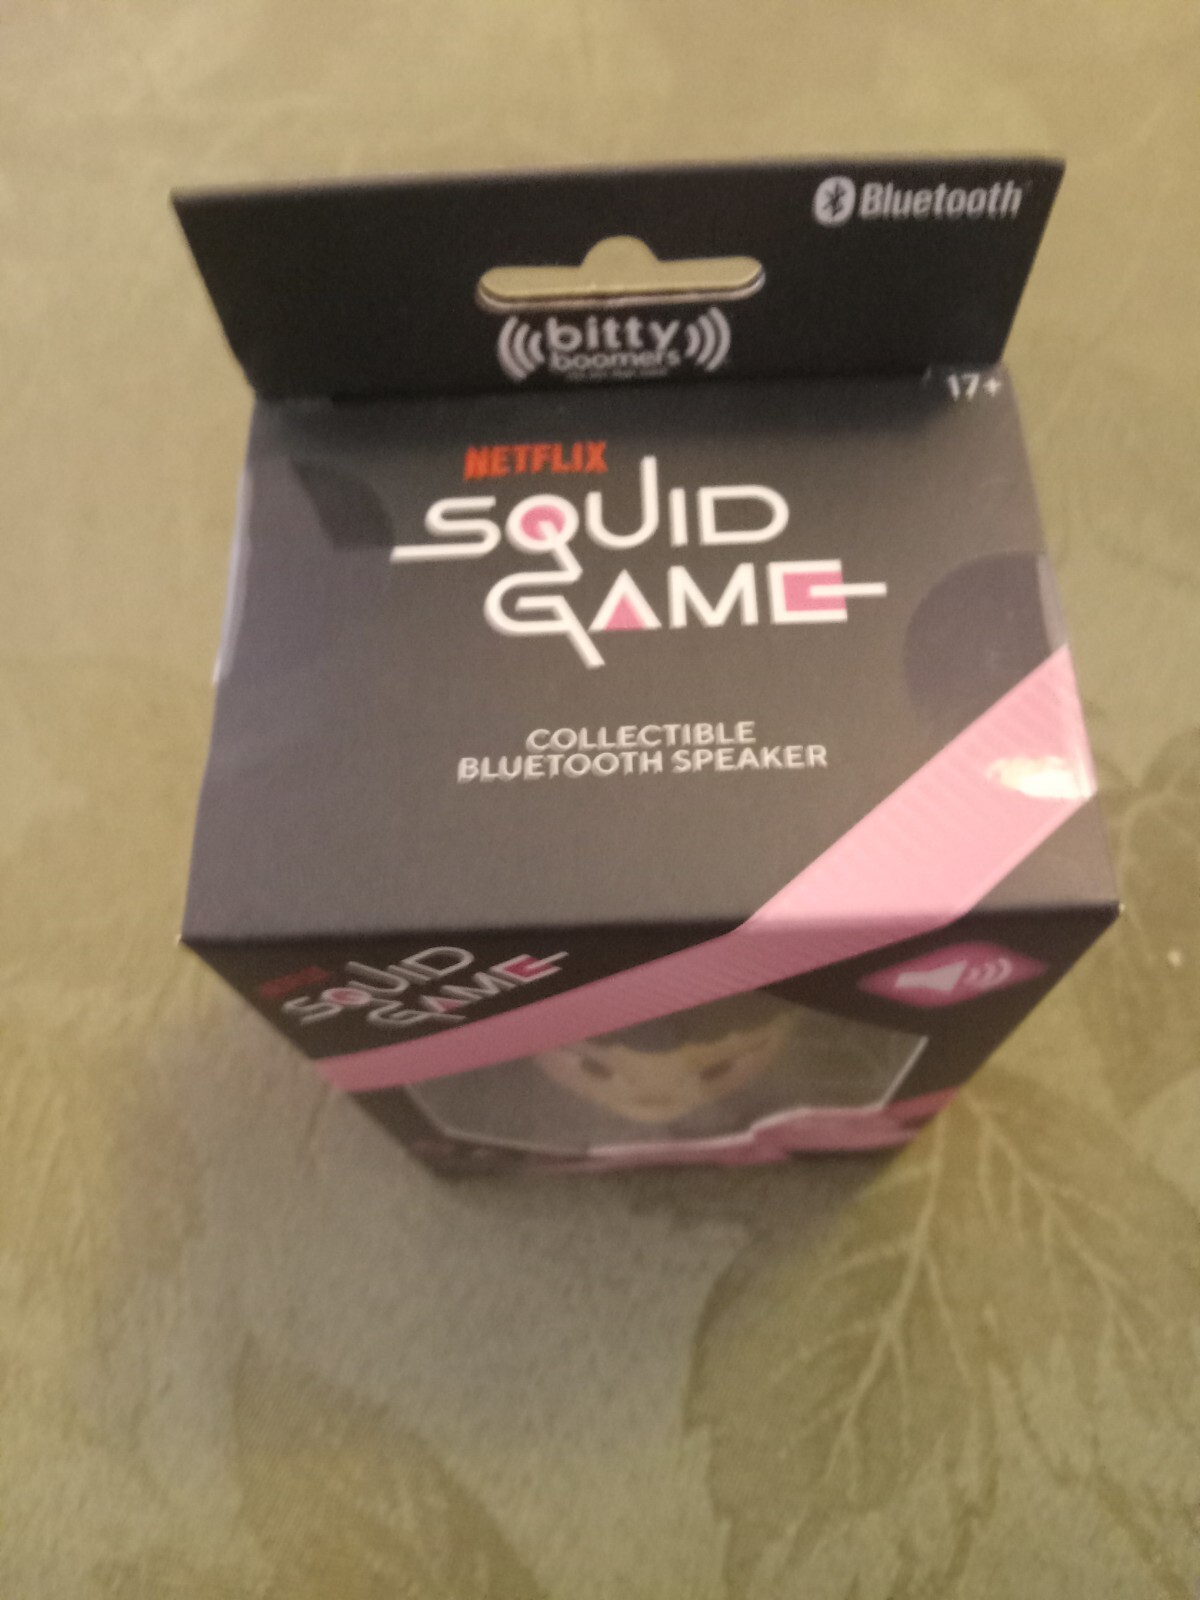 Bluetooth
bitty
boomers
17+
NETFLIX
SQUID
GAME
COLLECTIBLE
BLUETOOTH SPEAKER
SQUID
GAME